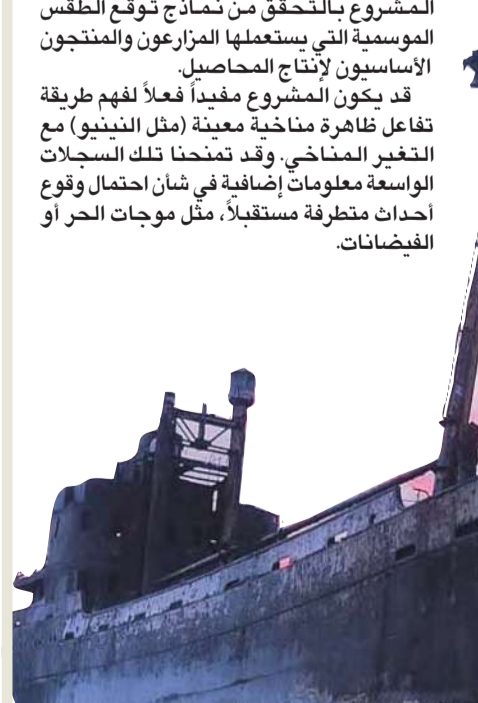 المشروع بالتحقق من نماذج توقع الطقس
الموسمية التي يستعملها المزارعون والمنتجون
الأساسيون لإنتاج المحاصيل.
قد يكون المشروع مفيداً فعلاً لفهم طريقة
تفاعل ظاهرة مناخية معينة (مثل النينيو) مع
التغير المناخي. وقد تمنحنا تلك السجلات
الواسعة معلومات إضافية في شأن احتمال وقوع
أحداث متطرفة مستقبلاً، مثل موجات الحر أو
الفيضانات.